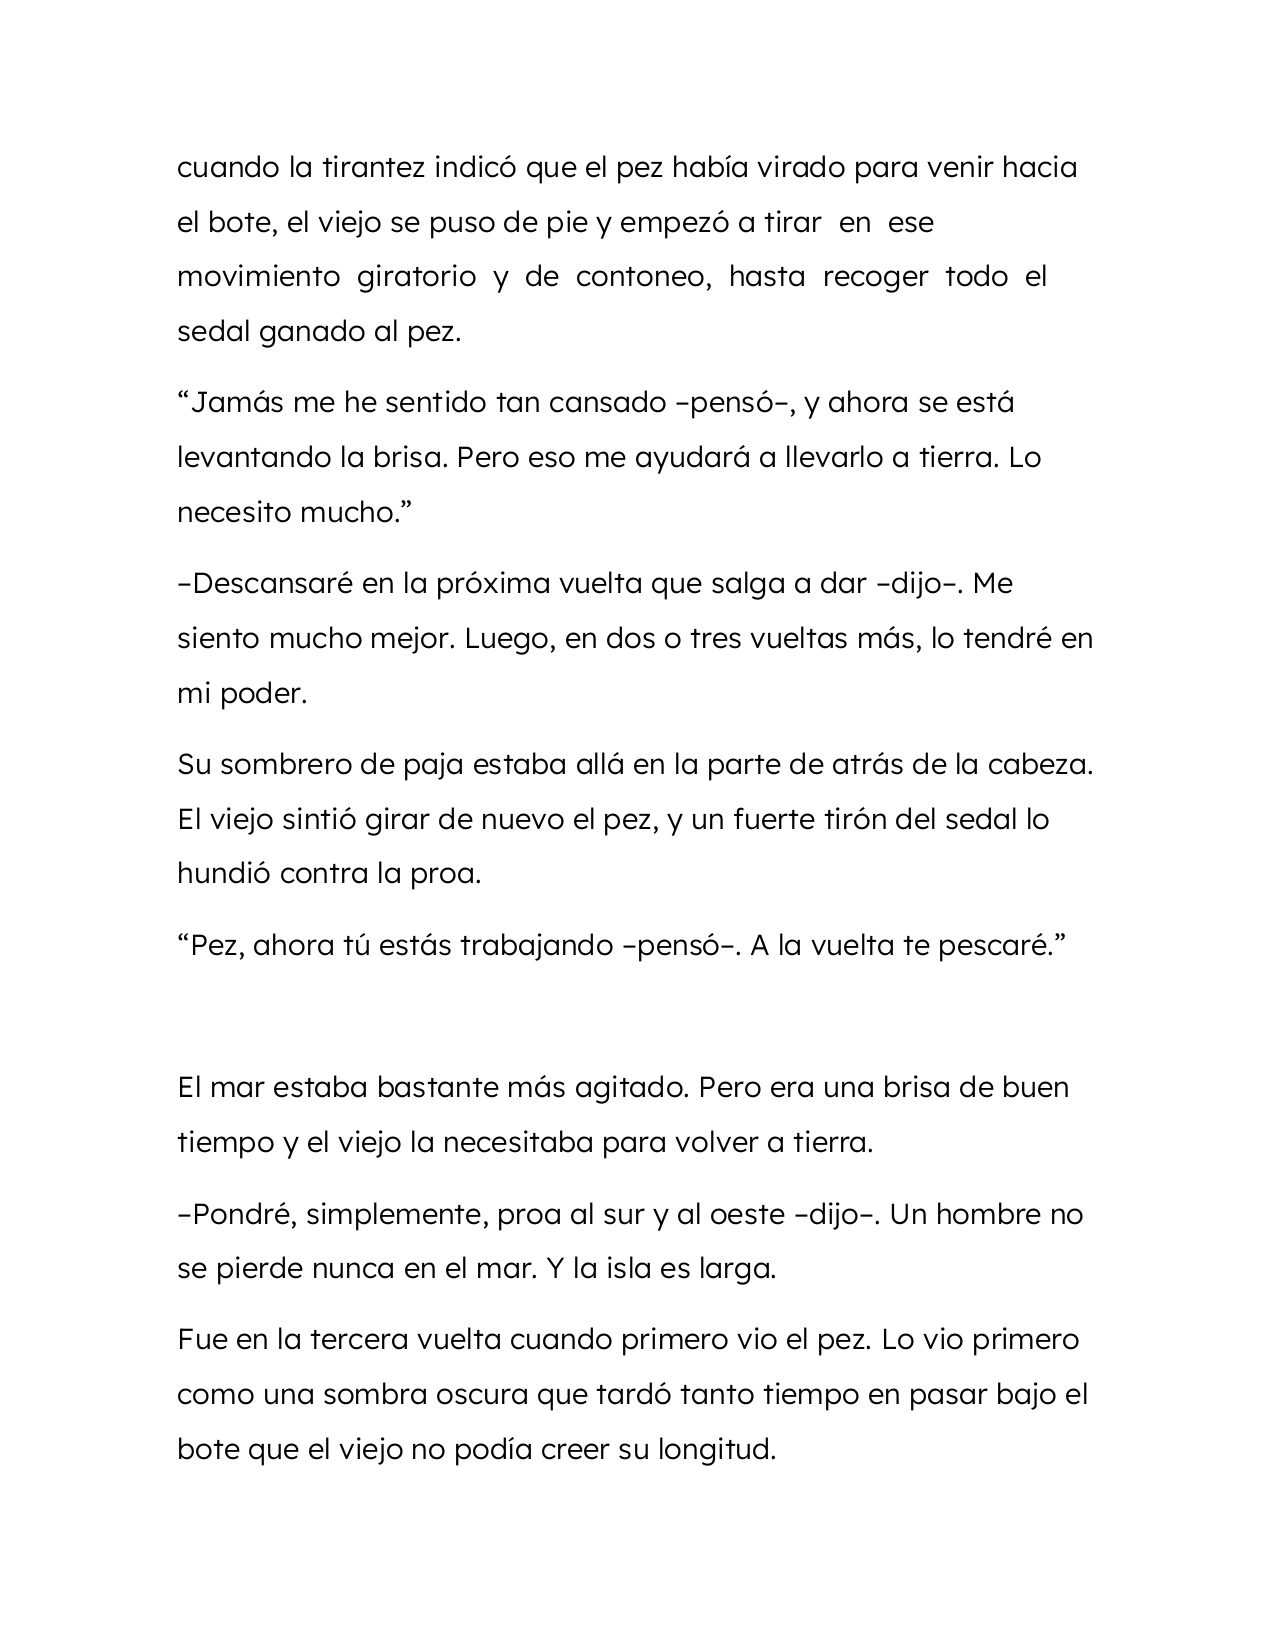 cuando la tirantez indicó que el pez había virado para venir hacia
el bote, el viejo se puso de pie y empezó a tirar en ese
movimiento giratorio y de contoneo, hasta recoger todo el
sedal ganado al pez.
“Jamás me he sentido tan cansado –pensó–, y ahora se está
levantando la brisa. Pero eso me ayudará a llevarlo a tierra. Lo
necesito mucho.”
–Descansaré en la próxima vuelta que salga a dar –dijo–. Me
siento mucho mejor. Luego, en dos o tres vueltas más, lo tendré en
mi poder.
Su sombrero de paja estaba allá en la parte de atrás de la cabeza.
El viejo sintió girar de nuevo el pez, y un fuerte tirón del sedal lo
hundió contra la proa.
“Pez, ahora tú estás trabajando –pensó–. A la vuelta te pescaré.”
El mar estaba bastante más agitado. Pero era una brisa de buen
tiempo y el viejo la necesitaba para volver a tierra.
–Pondré, simplemente, proa al sur y al oeste –dijo–. Un hombre no
se pierde nunca en el mar. Y la isla es larga.
Fue en la tercera vuelta cuando primero vio el pez. Lo vio primero
como una sombra oscura que tardó tanto tiempo en pasar bajo el
bote que el viejo no podía creer su longitud.